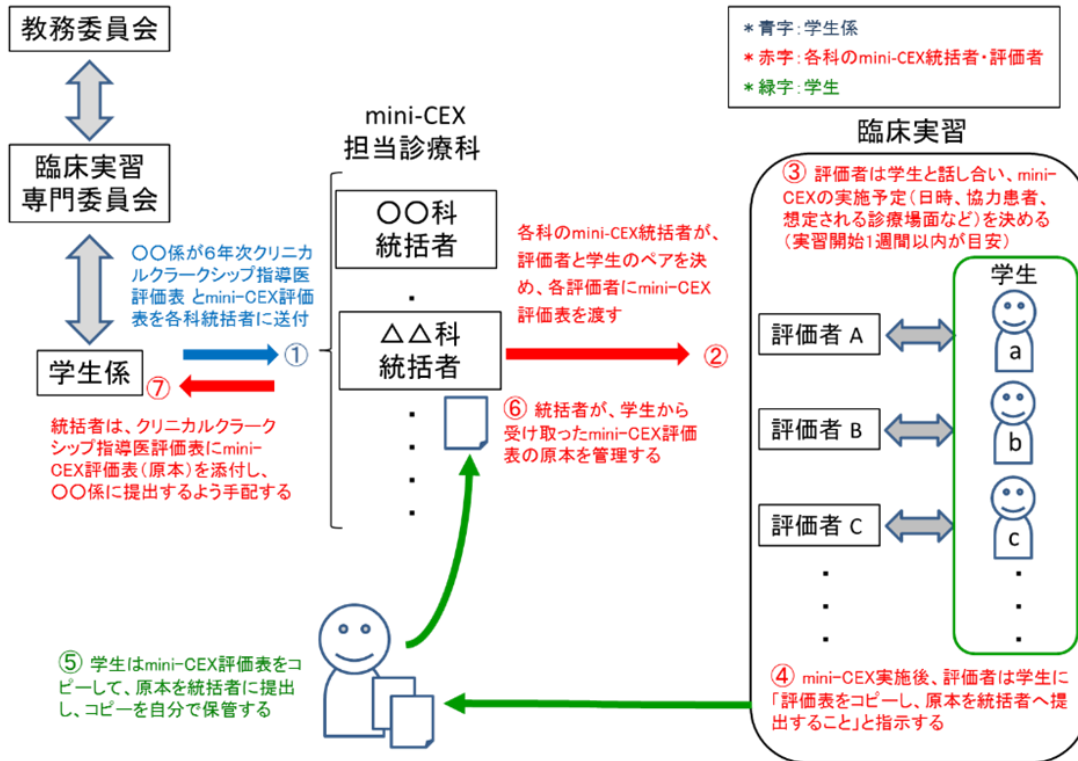 教務委員会
臨床実習
専門委員会
学生係
mini-CEX
担当診療科
〇〇科
統括者
・
△△科
統括者
・
・
・
・
〇〇係が6年次クリニカ
ルクラークシップ指導医
評価表 とmini-CEX評価
表を各科統括者に送付
①
各科のmini-CEX統括者が、
評価者と学生のペアを決
め、各評価者にmini-CEX
評価表を渡す
②
＊青字：学生係
＊赤字：各科のmini-CEX統括者・評価者
＊緑字：学生
臨床実習
③ 評価者は学生と話し合い、mini-
CEXの実施予定（日時、協力患者、
想定される診療場面など）を決める
（実習開始1週間以内が目安）
学生
評価者 A
a
評価者 B
b
評価者 C
c
・ ・
・ ・
・ ・
④ mini-CEX実施後、評価者は学生に
「評価表をコピーし、原本を統括者へ提
出すること」と指示する
⑤ 学生はmini-CEX評価表をコ
ピーして、原本を統括者に提出
し、コピーを自分で保管する
⑥ 統括者が、学生から
受け取ったmini-CEX評価
表の原本を管理する
⑦
統括者は、クリニカルクラーク
シップ指導医評価表にmini-
CEX評価表（原本）を添付し、
〇〇係に提出するよう手配する